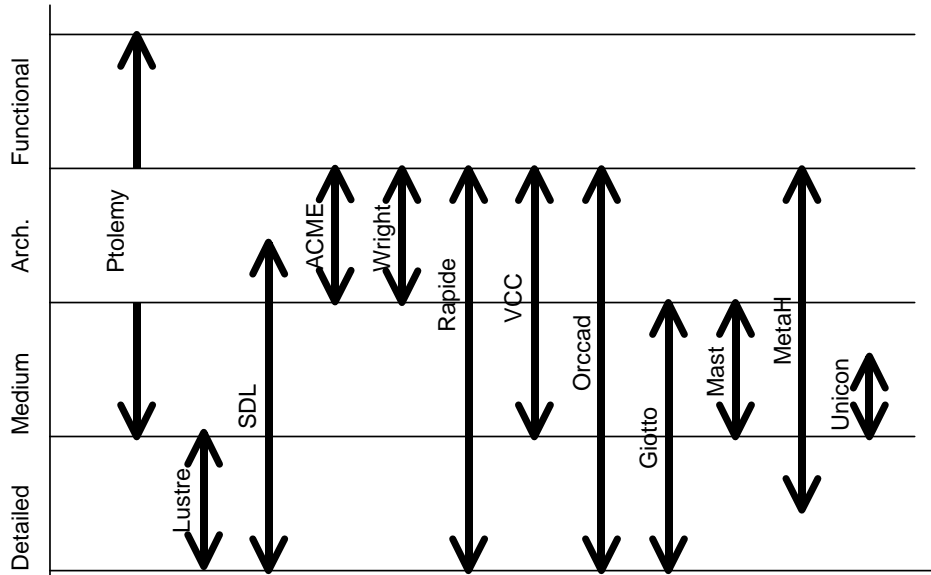 Functional
Arch.
Medium
Detailed
Ptolemy
Lustre
SDL
ACME
Wright
Rapide
VCC
Orccad
Giotto
Mast
MetaH
Unicon